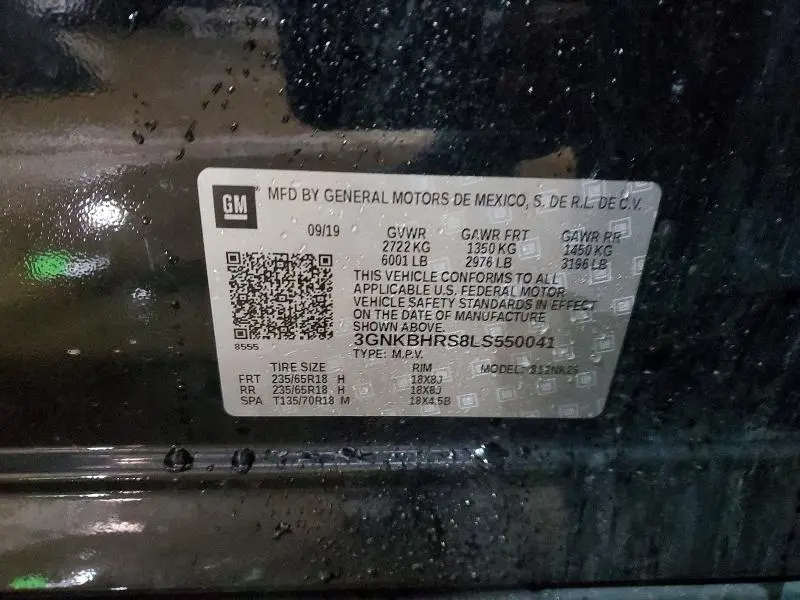 GM MFD BY GENERAL MOTORS DE MEXICO, S. DE R.L. DE C.V.
09/19 GVWR GAWR FRT GAWR RR
2722 KG 1350 KG 1450 KG
6001 LB 2976 LB 3196 LB
THIS VEHICLE CONFORMS TO ALL
APPLICABLE U.S. FEDERAL MOTOR
VEHICLE SAFETY STANDARDS IN EFFECT
ON THE DATE OF MANUFACTURE
SHOWN ABOVE.
3GNKBHRS8LS550041
8555
TYPE: M.P.V.
TIRE SIZE RIM MODEL:
FRT 235/65R18 H 18X8J
RR 235/65R18 H 18X8J
SPA T135/70R18 M 18X4.5B